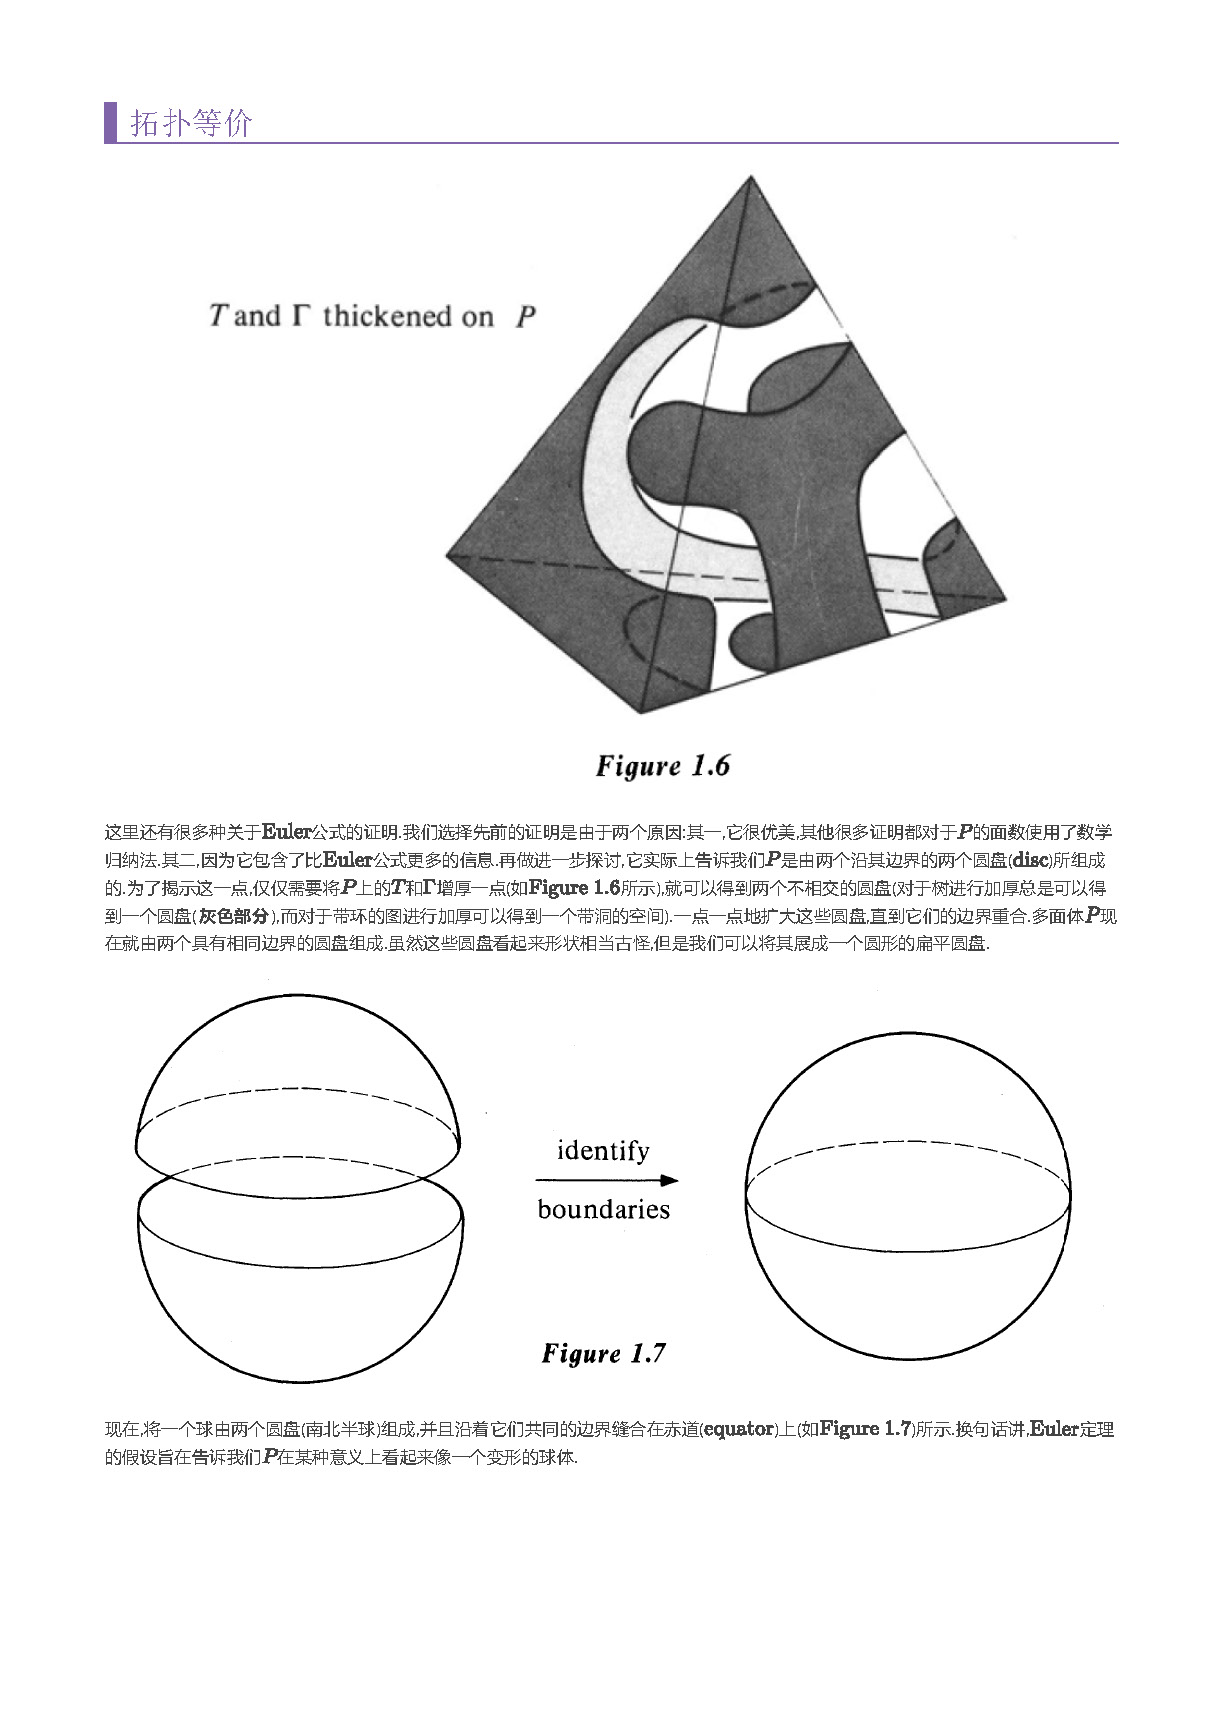 拓扑等价
T and Γ thickened on P
Figure 1.6
这里还有很多种关于Euler公式的证明.我们选择先前的证明是由于两个原因:其一,它很优美,其他很多证明都对于P的面数使用了数学
归纳法.其二,因为它包含了比Euler公式更多的信息.再做进一步探讨,它实际上告诉我们P是由两个沿其边界的两个圆盘(disc)所组成
的.为了揭示这一点,仅仅需要将P上的T和Γ增厚一点(如Figure 1.6所示),就可以得到两个不相交的圆盘(对于树进行加厚总是可以得
到一个圆盘(灰色部分),而对于带环的图进行加厚可以得到一个带洞的空间).一点一点地扩大这些圆盘,直到它们的边界重合.多面体P现
在就由两个具有相同边界的圆盘组成.虽然这些圆盘看起来形状相当古怪,但是我们可以将其展成一个圆形的扁平圆盘.
identify
boundaries
Figure 1.7
现在,将一个球由两个圆盘(南北半球)组成,并且沿着它们共同的边界缝合在赤道(equator)上(如Figure 1.7)所示.换句话讲,Euler定理
的假设旨在告诉我们P在某种意义上看起来像一个变形的球体.